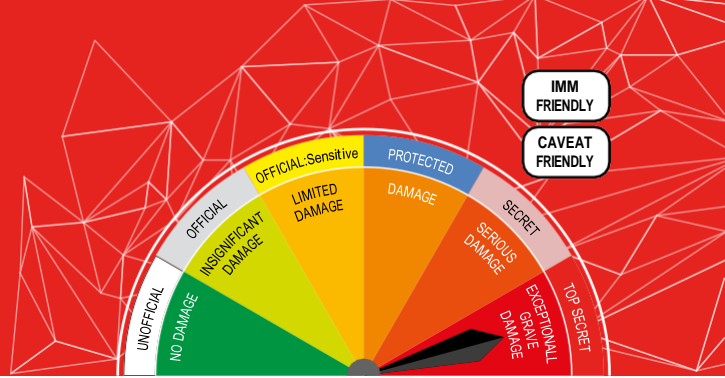 IMM
FRIENDLY
CAVEAT
FRIENDLY
UNOFFICIAL
NO DAMAGE
OFFICIAL
INSIGNIFICANT
DAMAGE
OFFICIAL:Sensitive
LIMITED
DAMAGE
PROTECTED
DAMAGE
SECRET
SERIOUS
DAMAGE
TOP SECRET
EXCEPTIONALL
GRAVE
DAMAGE